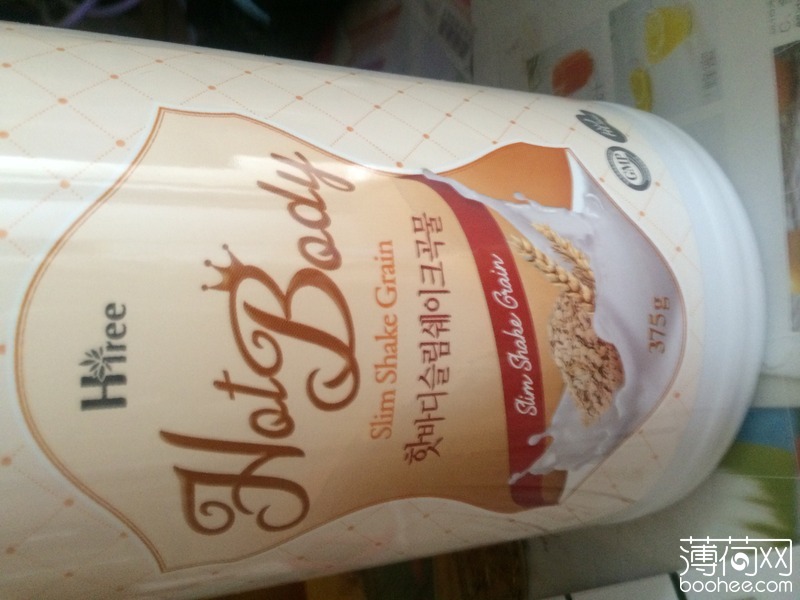 Htree
Hot
Body
Slim Shake Grain
핫바디슬림쉐이크곡물
Slim Shake Grain
375g
GMP
薄荷网
boohee.com